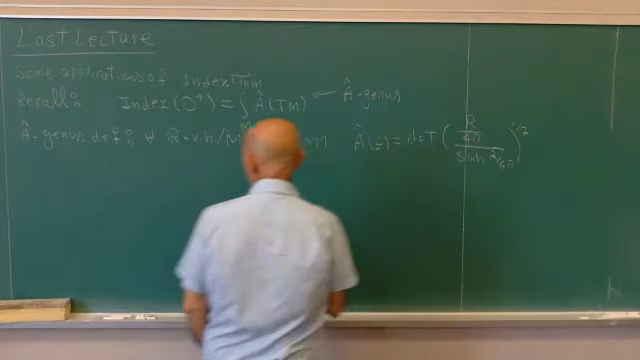 Last Lecture
Some applications of Index Thm
Recall: Index(D⁺) = ∫ Â(TM) ← Â-genus
Â-genus def: ∀ R-v.b/ Â(E) = det ( (R/4π) / (sinh R/4π) )^{1/2}